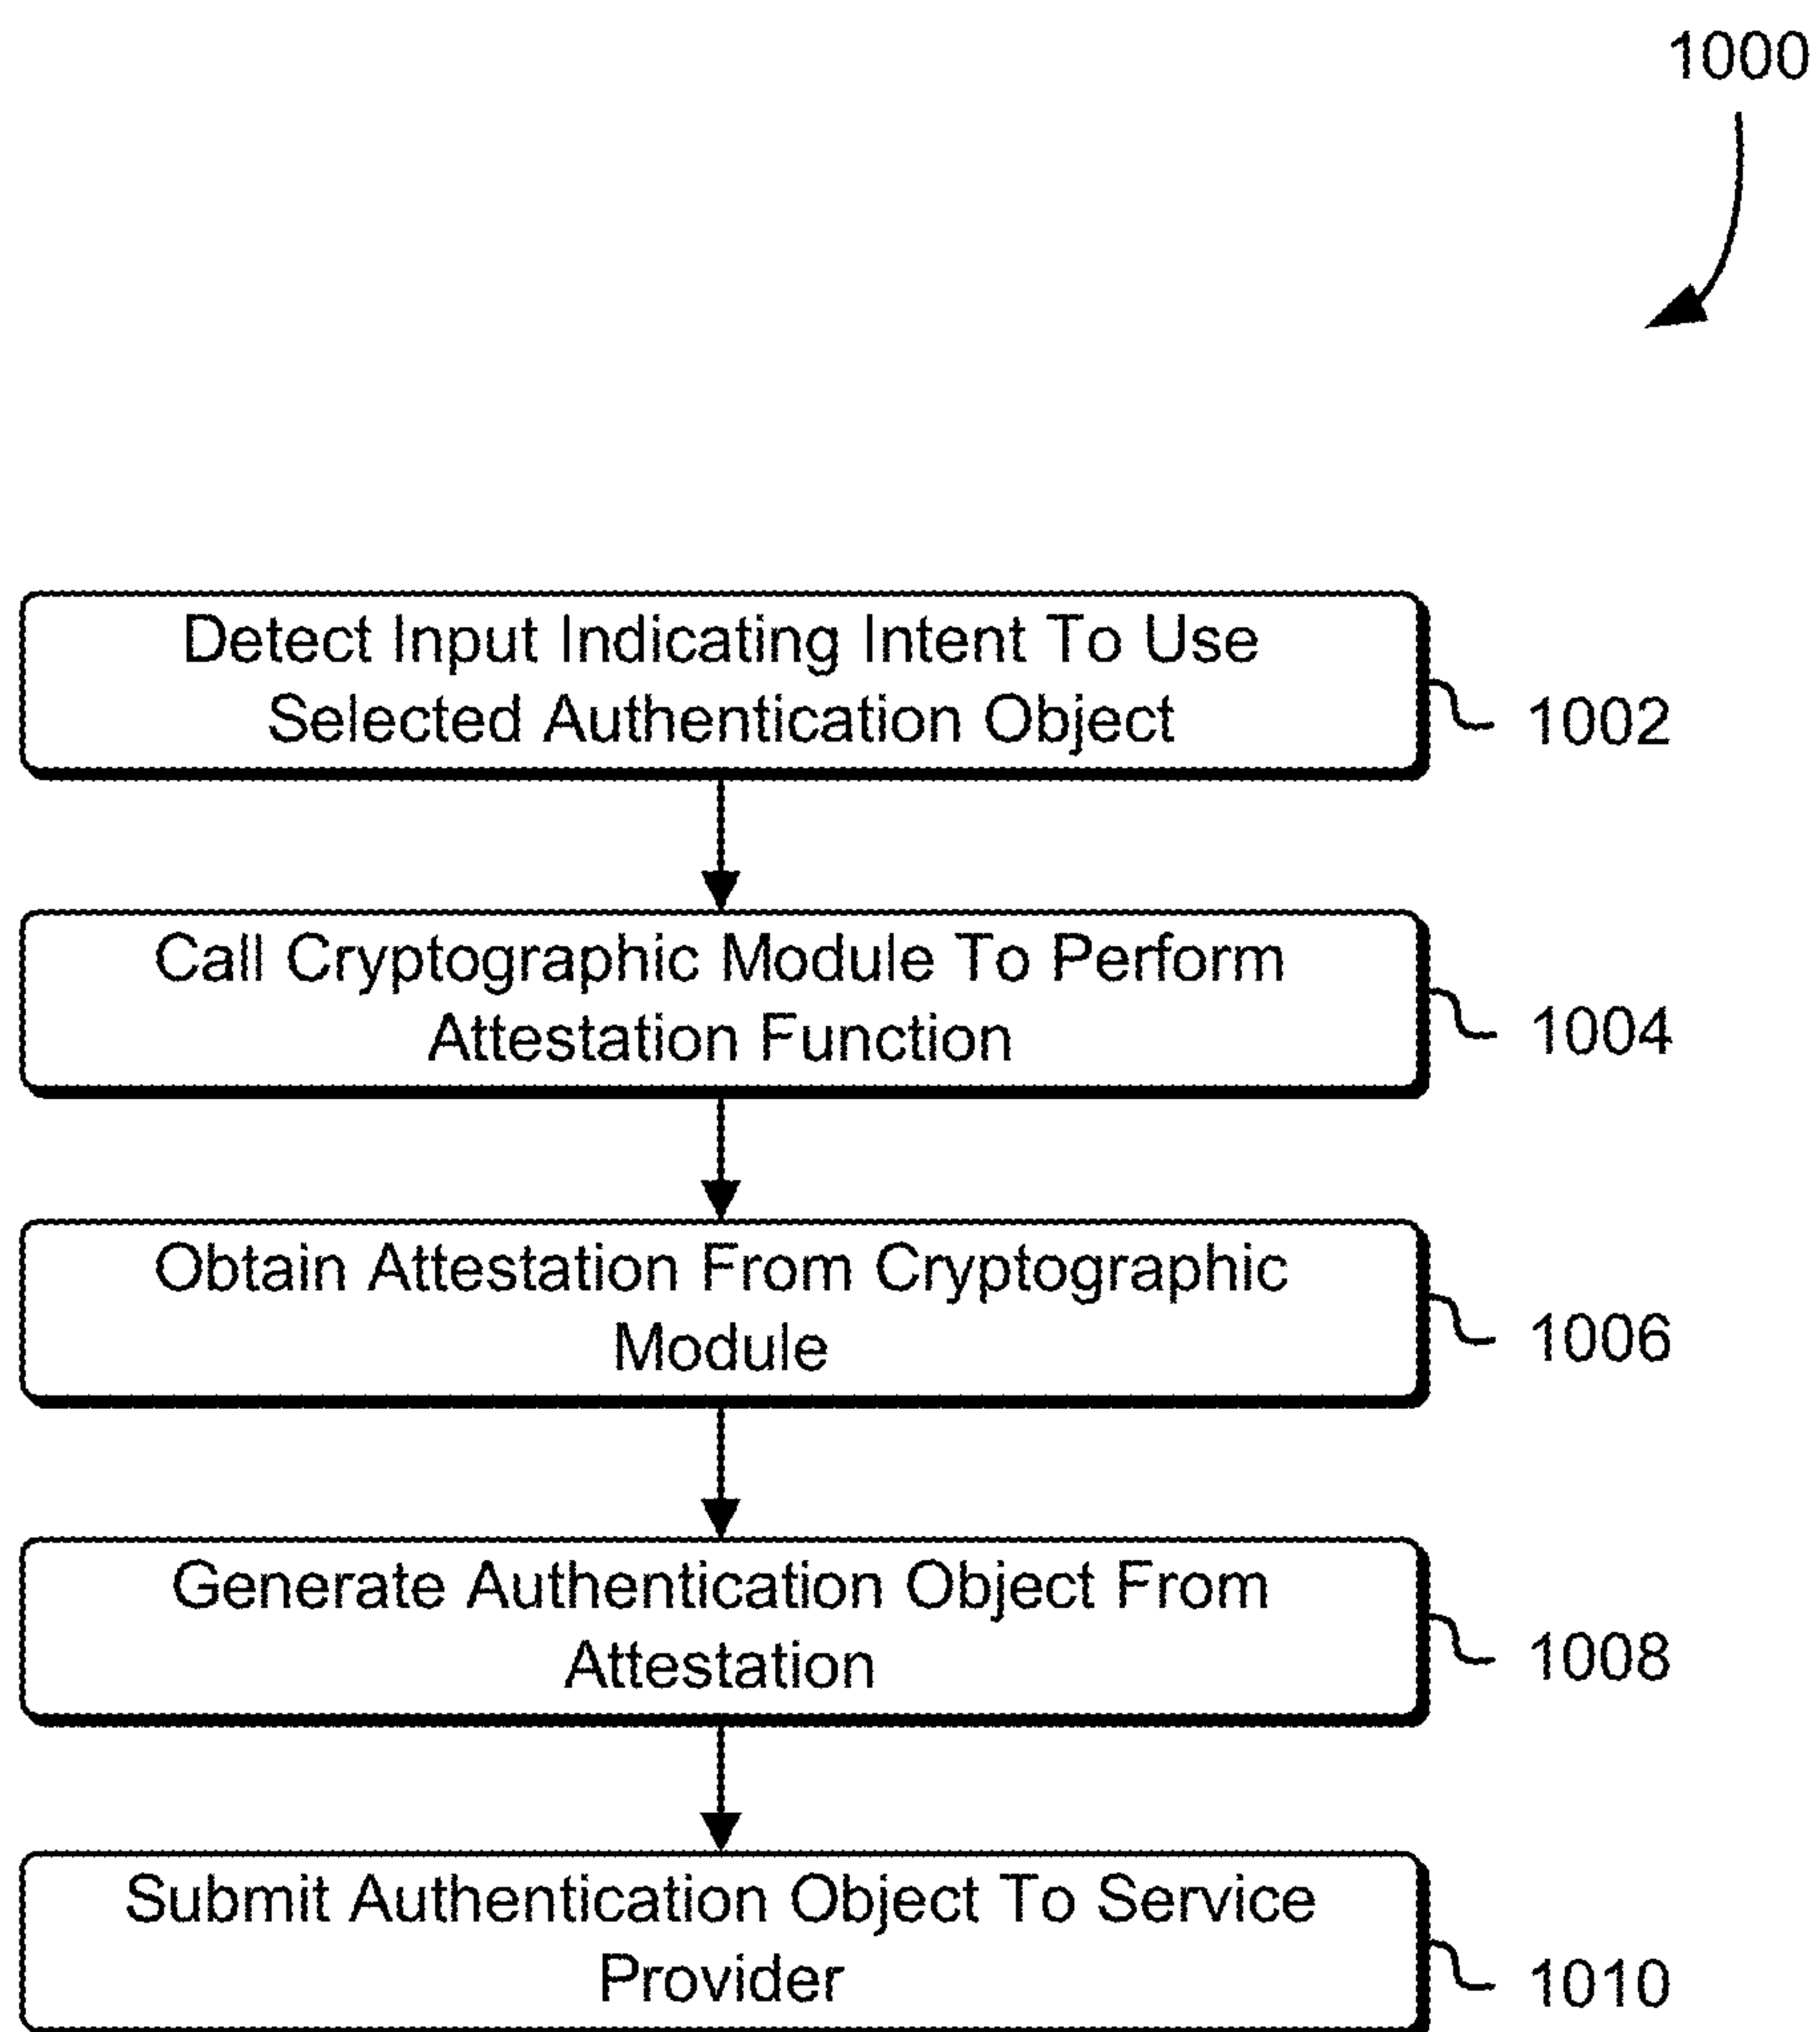 1000
Detect Input Indicating Intent To Use
Selected Authentication Object
1002
Call Cryptographic Module To Perform
Attestation Function
1004
Obtain Attestation From Cryptographic
Module
1006
Generate Authentication Object From
Attestation
1008
Submit Authentication Object To Service
Provider
1010